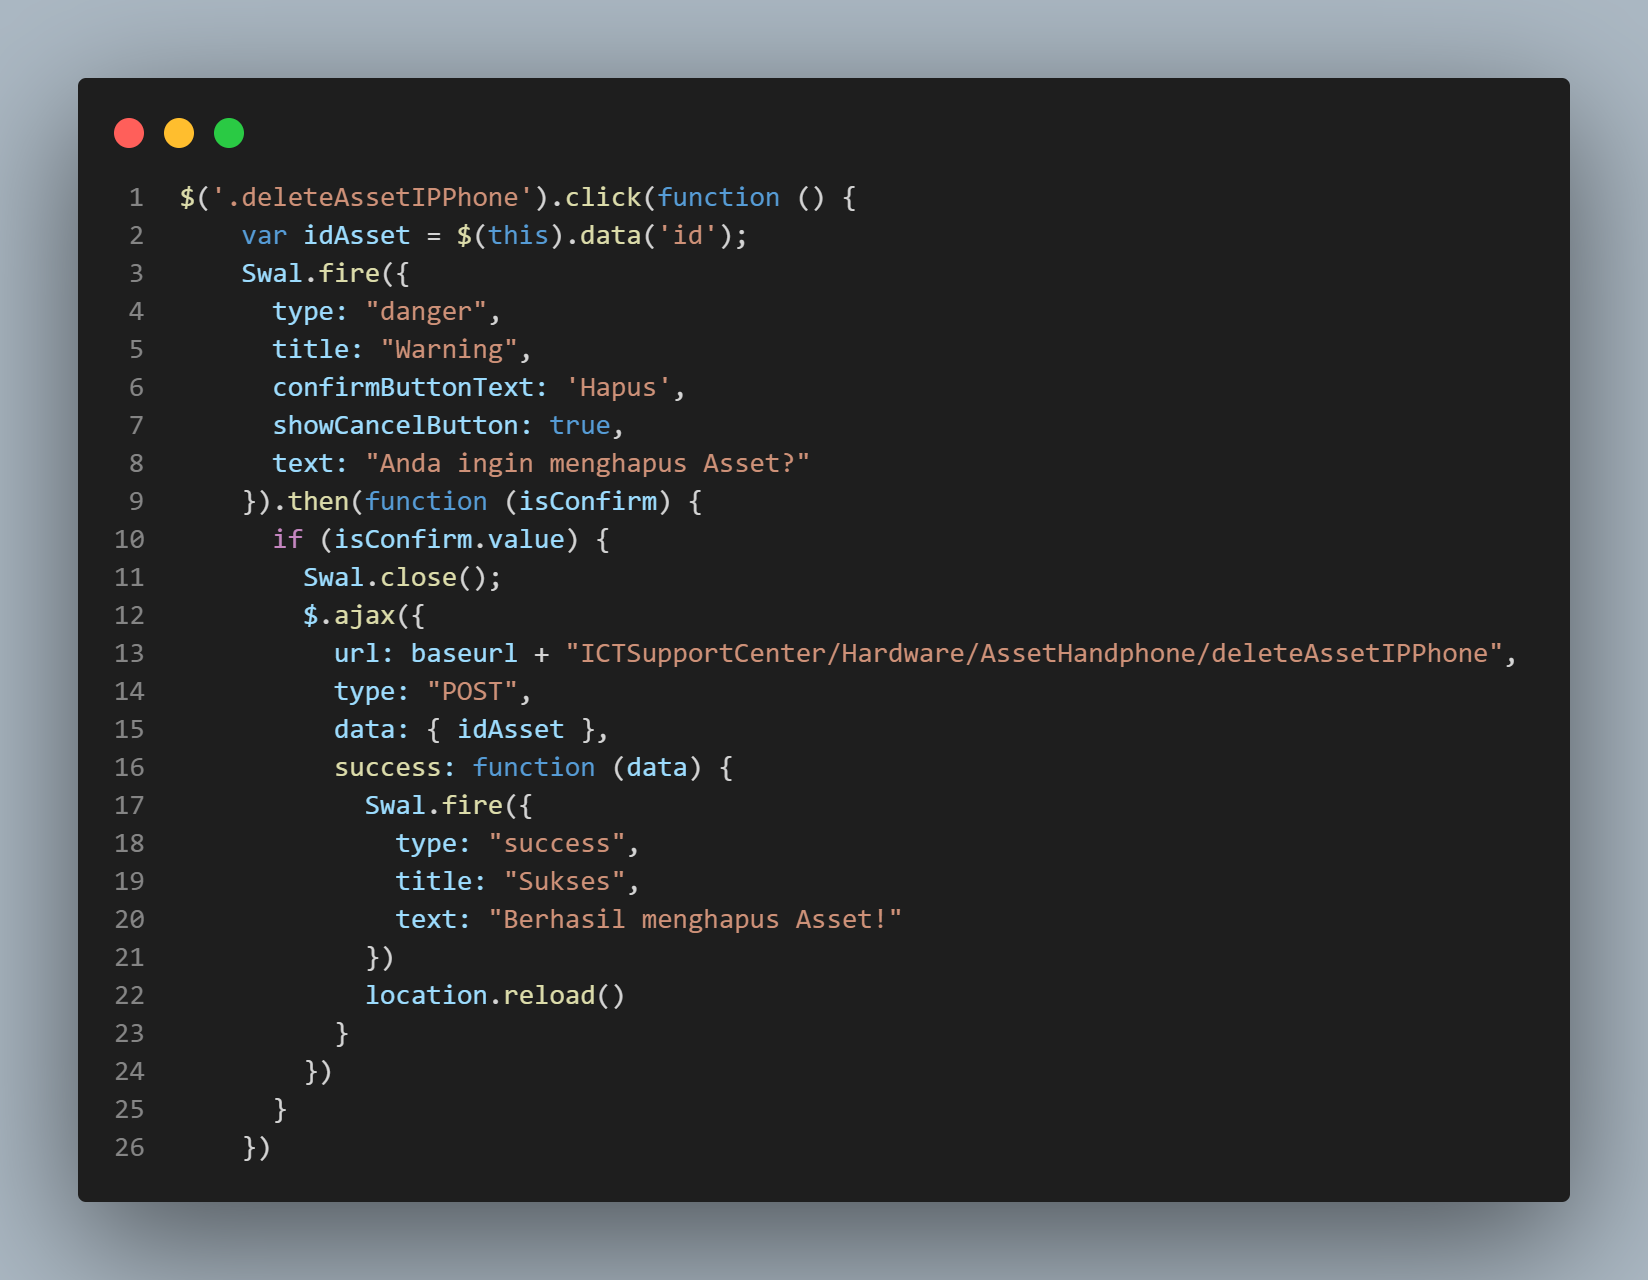 1 $('.deleteAssetIPPhone').click(function () {
2     var idAsset = $(this).data('id');
3     Swal.fire({
4       type: "danger",
5       title: "Warning",
6       confirmButtonText: 'Hapus',
7       showCancelButton: true,
8       text: "Anda ingin menghapus Asset?"
9     }).then(function (isConfirm) {
10       if (isConfirm.value) {
11         Swal.close();
12         $.ajax({
13           url: baseurl + "ICTSupportCenter/Hardware/AssetHandphone/deleteAssetIPPhone",
14           type: "POST",
15           data: { idAsset },
16           success: function (data) {
17             Swal.fire({
18               type: "success",
19               title: "Sukses",
20               text: "Berhasil menghapus Asset!"
21             })
22             location.reload()
23           }
24         })
25       }
26     })